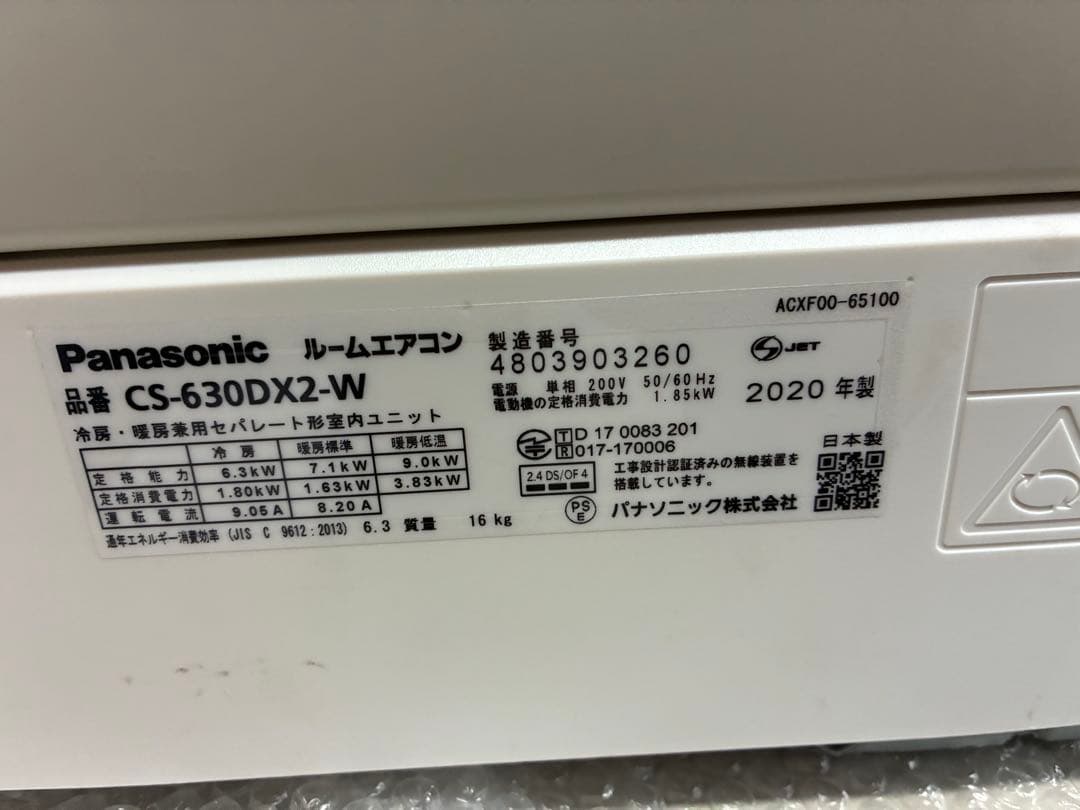 ACXF00-65100
Panasonic ルームエアコン
品番 CS-630DX2-W
冷房・暖房兼用セパレート形室内ユニット
冷房 暖房標準 暖房低温
定格能力 6.3kW 7.1kW 9.0kW
定格消費電力 1.80kW 1.63kW 3.83kW
運転電流 9.05A 8.20A
通年エネルギー消費効率 (JIS C 9612:2013) 6.3 質量 16kg
製造番号
4803903260
電源 単相 200V 50/60Hz
電動機の定格消費電力 1.85kW
JET
2020年製
T D 17 0083 201
R 017-170006
日本製
2.4 DS/OF 4
工事設計認証済みの無線装置を
搭載しています。
PS
E
パナソニック株式会社